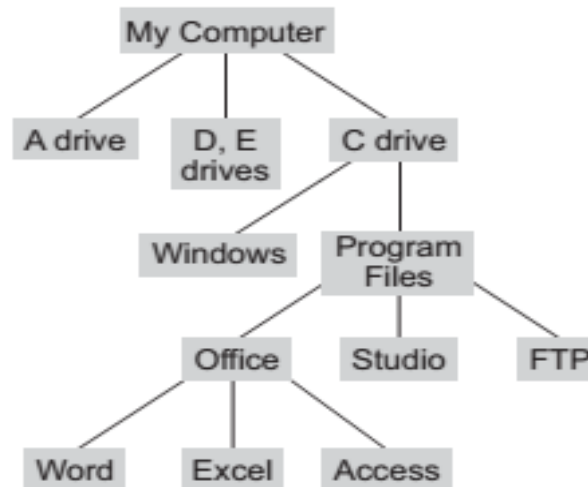 My Computer
A drive
D, E
drives
C drive
Windows
Program
Files
Office
Studio
FTP
Word
Excel
Access